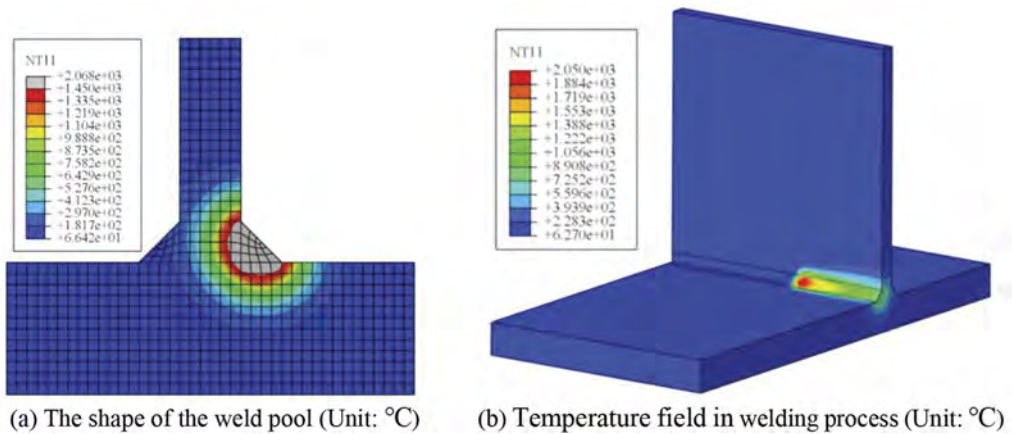 NT11
+2.068e+03
+1.450e+03
+1.335e+03
+1.219e+03
+1.104e+03
+9.888e+02
+8.735e+02
+7.582e+02
+6.429e+02
+5.276e+02
+4.123e+02
+2.970e+02
+1.817e+02
+6.642e+01
(a) The shape of the weld pool (Unit: °C)
NT11
+2.050e+03
+1.884e+03
+1.719e+03
+1.553e+03
+1.388e+03
+1.222e+03
+1.056e+03
+8.908e+02
+7.252e+02
+5.596e+02
+3.939e+02
+2.283e+02
+6.270e+01
(b) Temperature field in welding process (Unit: °C)